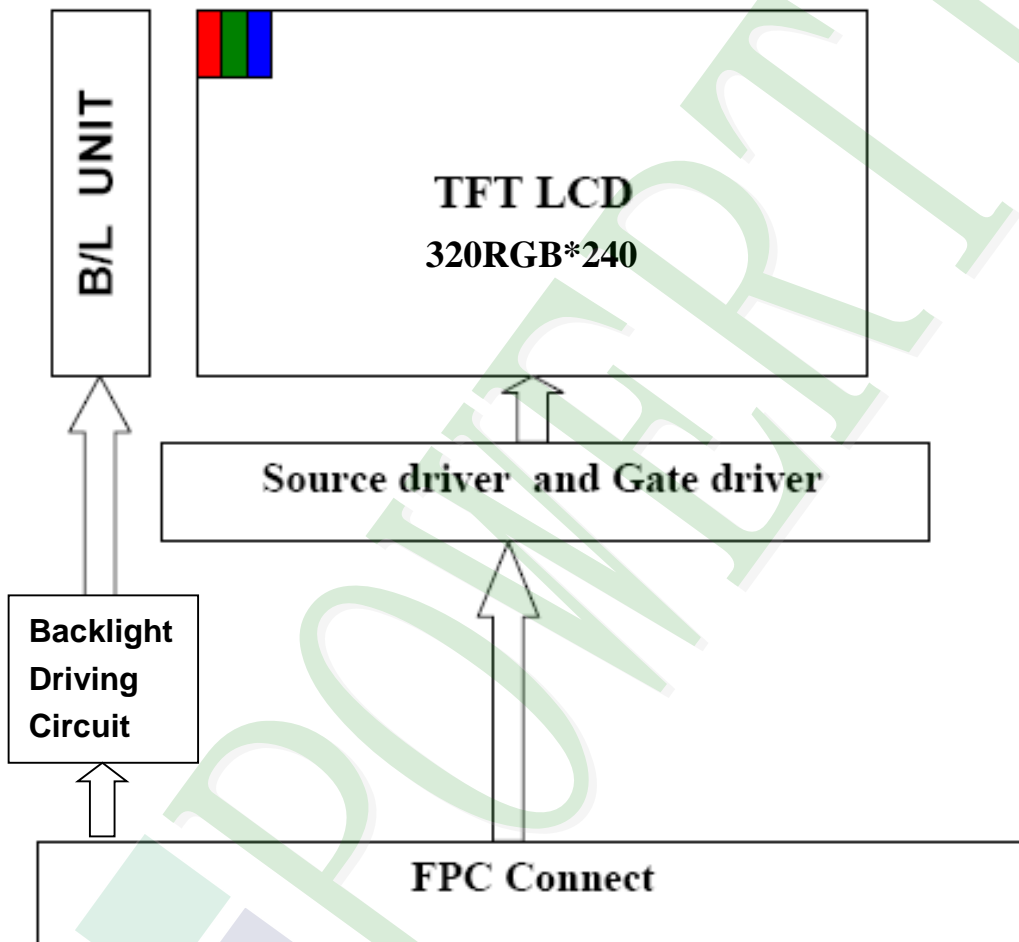 B/L UNIT
TFT LCD
320RGB*240
Source driver and Gate driver
Backlight
Driving
Circuit
FPC Connect